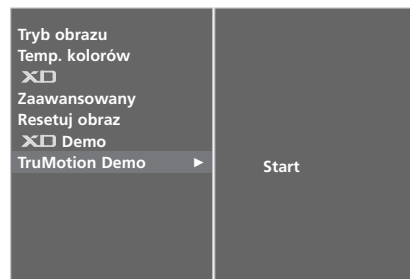 Tryb obrazu
Temp. kolorów
XD
Zaawansowany
Resetuj obraz
XD Demo
TruMotion Demo ►
Start